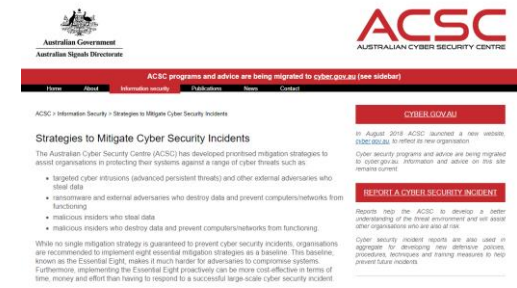 Australian Government
Australian Signals Directorate
ACSC
AUSTRALIAN CYBER SECURITY CENTRE
ACSC programs and advice are being migrated to cyber.gov.au (see sidebar)
Home About Information security Publications News Contact
ACSC > Information Security > Strategies to Mitigate Cyber Security Incidents
Strategies to Mitigate Cyber Security Incidents
The Australian Cyber Security Centre (ACSC) has developed prioritised mitigation strategies to
assist organisations in protecting their systems against a range of cyber threats such as
• targeted cyber intrusions (advanced persistent threats) and other external adversaries who
steal data
• ransomware and external adversaries who destroy data and prevent computers/networks from
functioning
• malicious insiders who steal data
• malicious insiders who destroy data and prevent computers/networks from functioning.
While no single mitigation strategy is guaranteed to prevent cyber security incidents, organisations
are recommended to implement eight essential mitigation strategies as a baseline. This baseline,
known as the Essential Eight, makes it much harder for adversaries to compromise systems.
Furthermore, implementing the Essential Eight proactively can be more cost-effective in terms of
time, money and effort than having to respond to a successful large-scale cyber security incident
CYBER.GOV.AU
In August 2018 ACSC launched a new website,
cyber.gov.au, to reflect its new organisation.
Cyber security programs and advice are being migrated
to cyber.gov.au. Information and advice on this site
remains current.
REPORT A CYBER SECURITY INCIDENT
Reports help the ACSC to develop a better
understanding of the threat environment and will assist
other organisations who are also at risk.
Cyber security incident reports are also used in
aggregate for developing new defensive policies,
procedures, techniques and training measures to help
prevent future incidents.